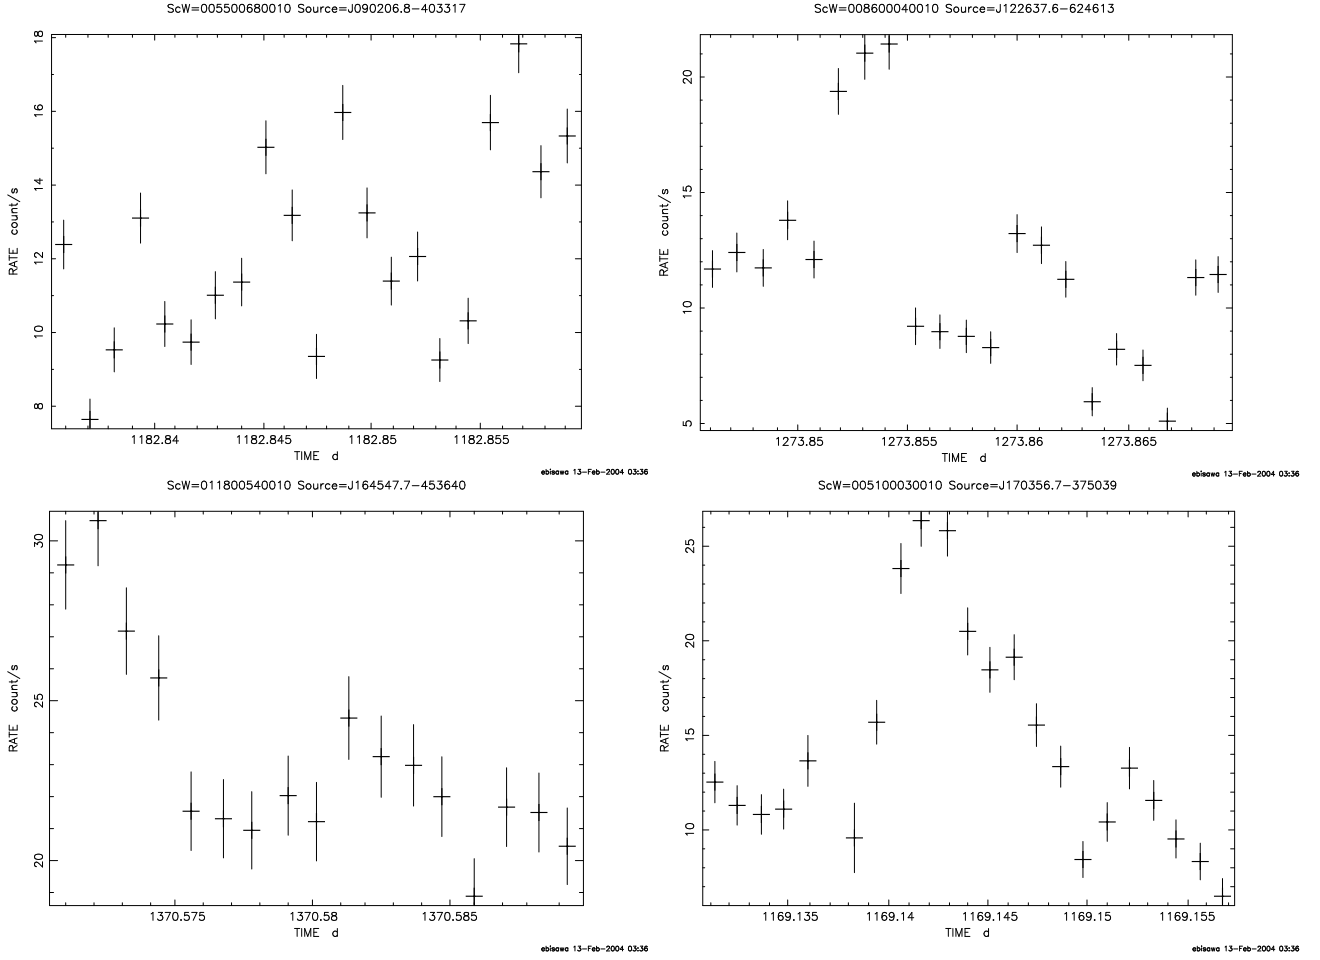 ScW=005500680010 Source=J090206.8-403317
18
16
14
12
10
8
RATE count/s
1182.84 1182.845 1182.85 1182.855
TIME d
ebisawa 13-Feb-2004 03:36
ScW=008600040010 Source=J122637.6-624613
20
15
10
5
RATE count/s
1273.85 1273.855 1273.86 1273.865
TIME d
ebisawa 13-Feb-2004 03:36
ScW=011800540010 Source=J164547.7-453640
30
25
20
RATE count/s
1370.575 1370.58 1370.585
TIME d
ebisawa 13-Feb-2004 03:36
ScW=005100030010 Source=J170356.7-375039
25
20
15
10
RATE count/s
1169.135 1169.14 1169.145 1169.15 1169.155
TIME d
ebisawa 13-Feb-2004 03:36